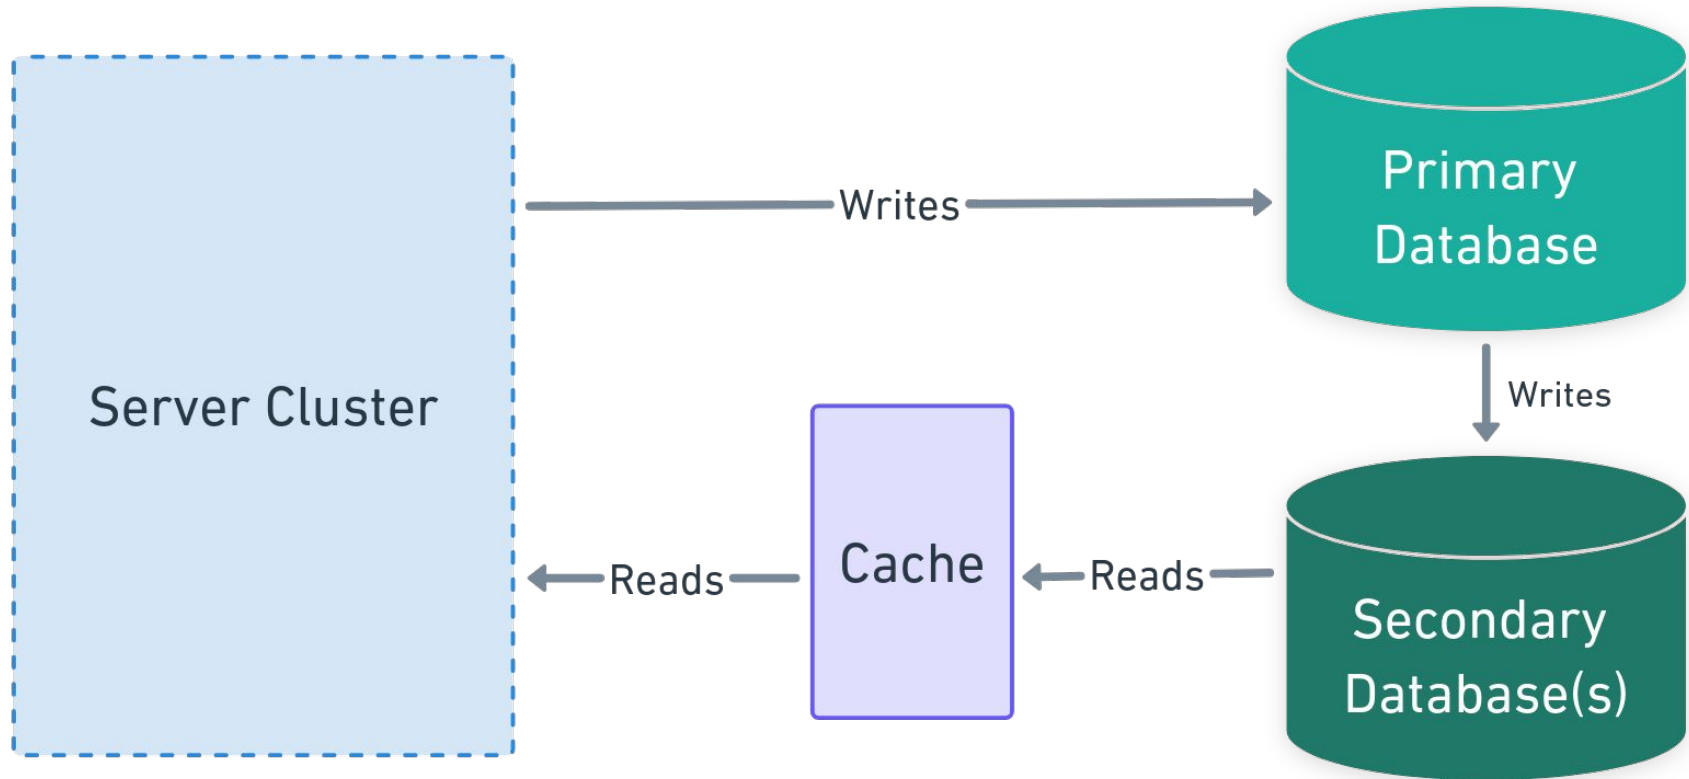 Primary
Database
Writes
Server Cluster
Writes
Cache
Reads
Reads
Secondary
Database(s)